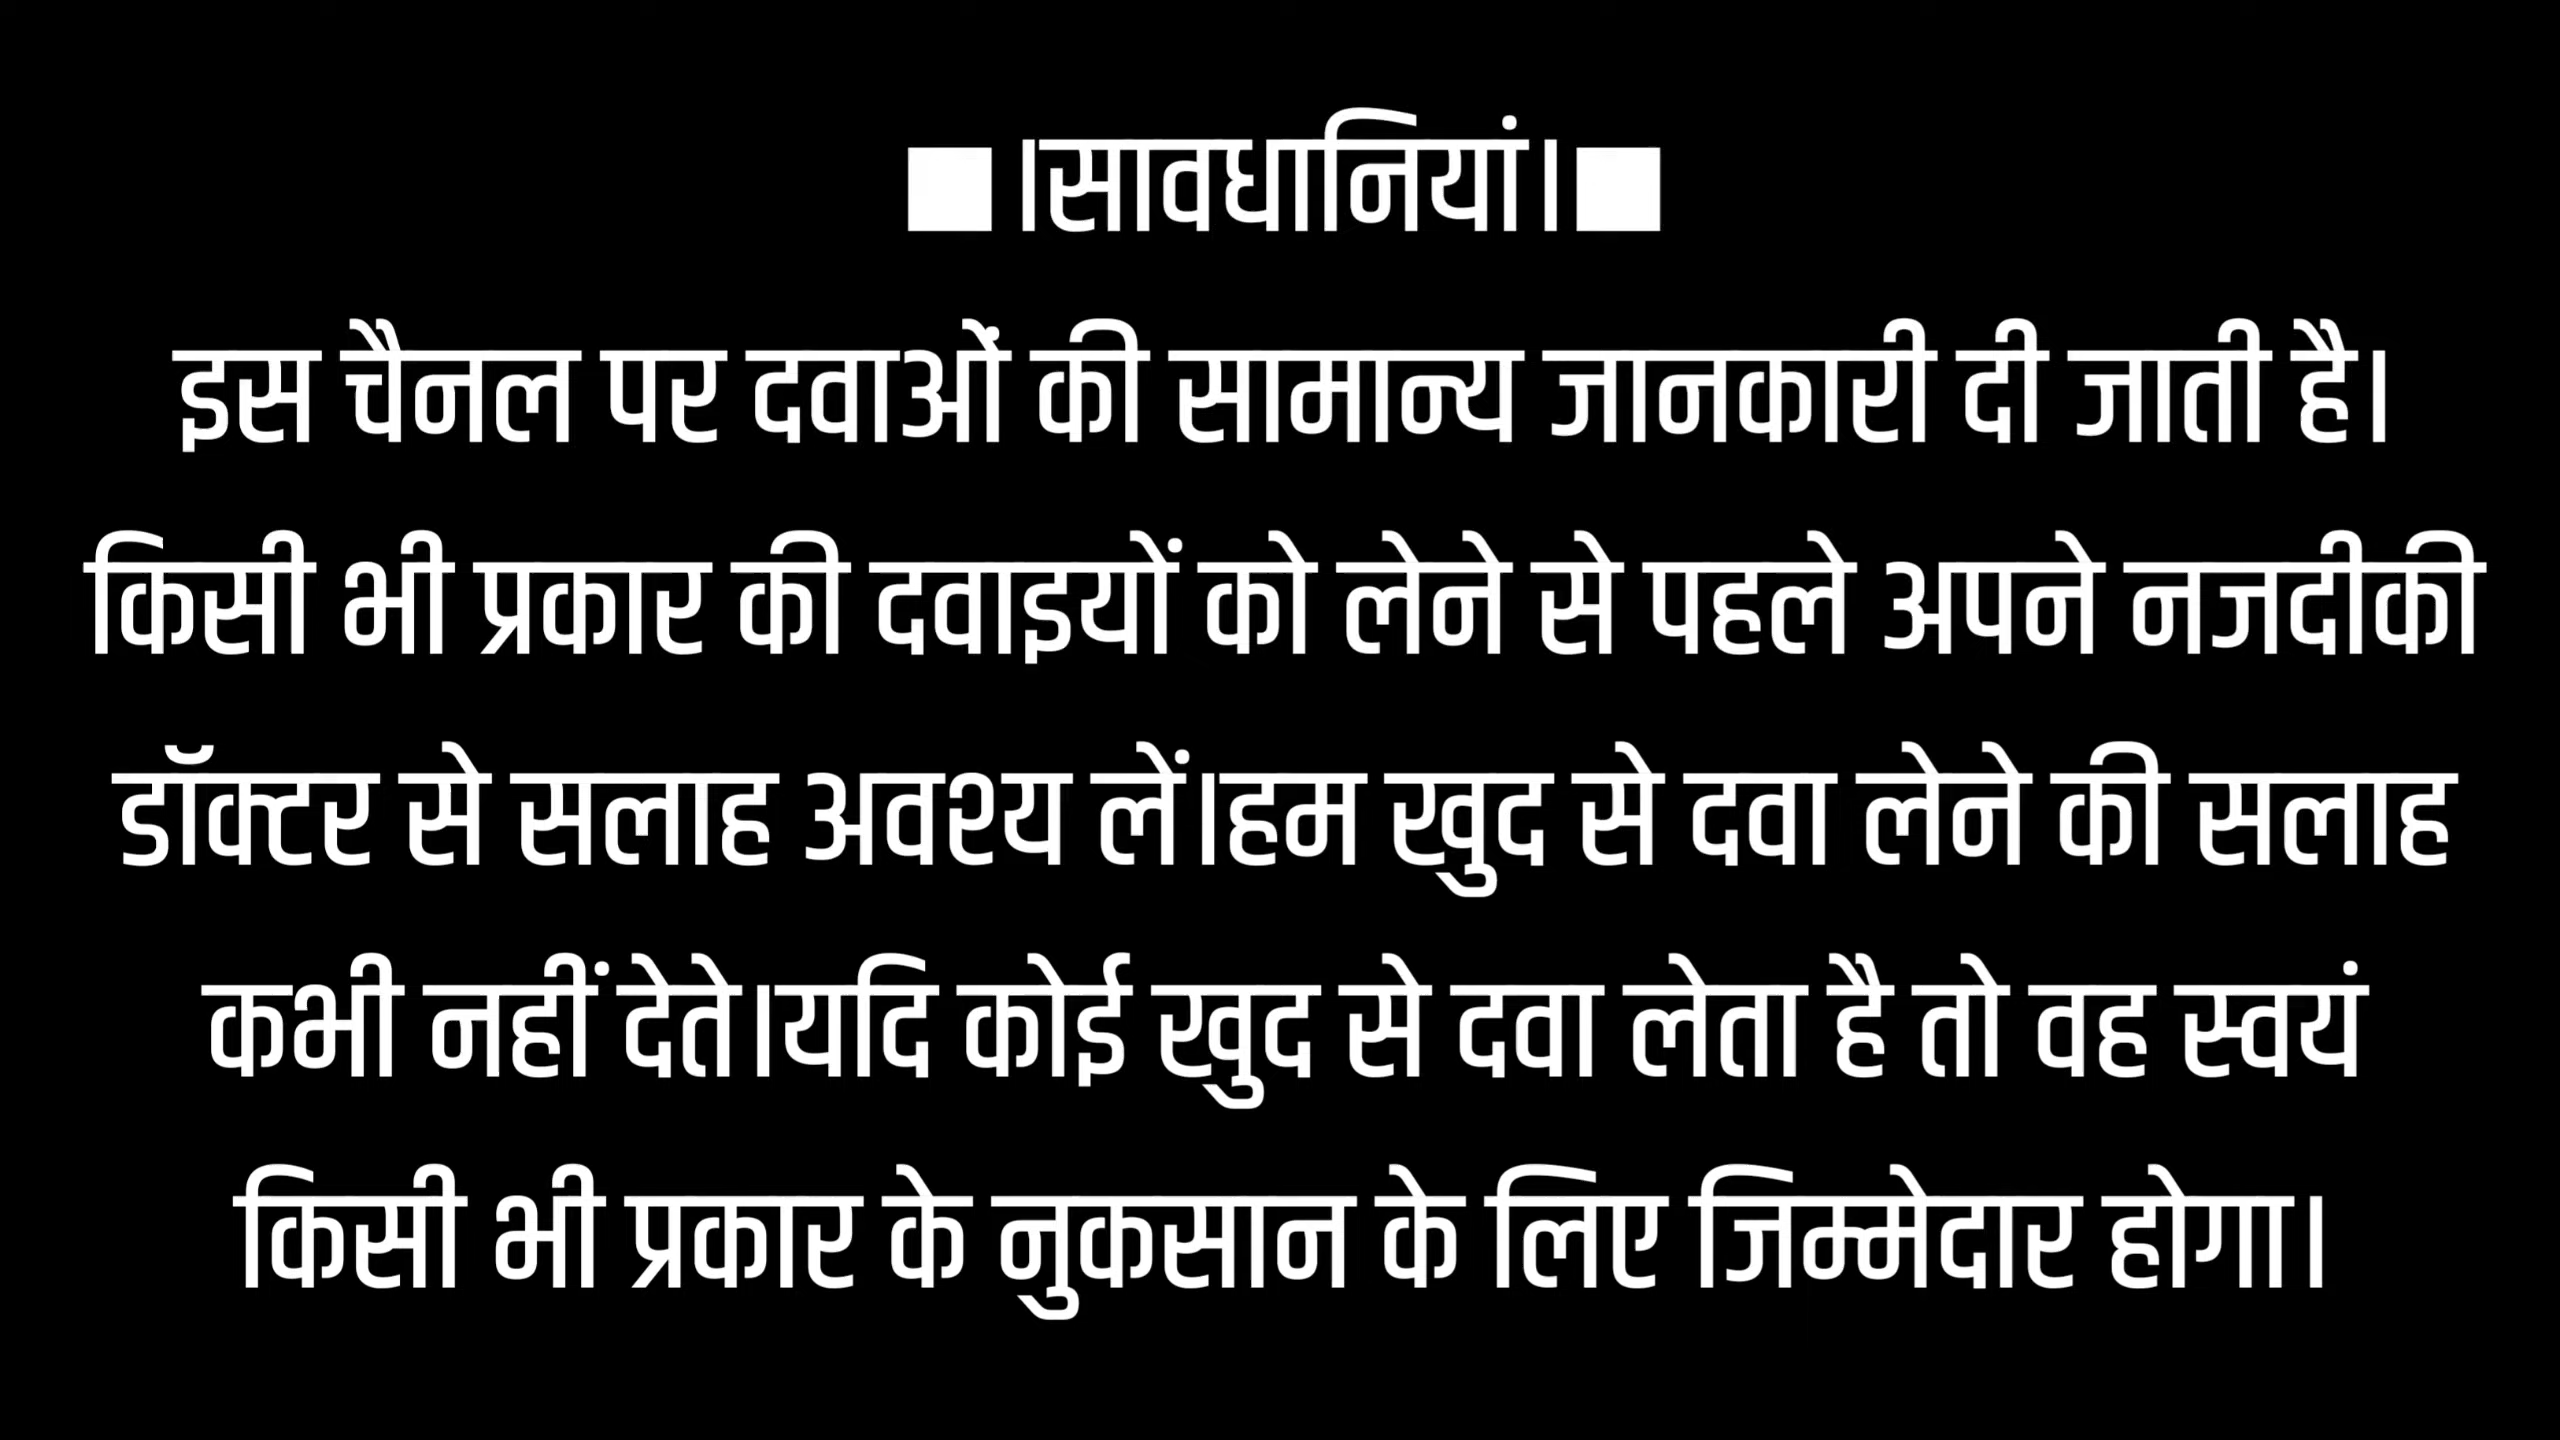 ■।सावधानियां।■
इस चैनल पर दवाओं की सामान्य जानकारी दी जाती है।
किसी भी प्रकार की दवाइयों को लेने से पहले अपने नजदीकी
डॉक्टर से सलाह अवश्य लें।हम खुद से दवा लेने की सलाह
कभी नहीं देते।यदि कोई खुद से दवा लेता है तो वह स्वयं
किसी भी प्रकार के नुकसान के लिए जिम्मेदार होगा।